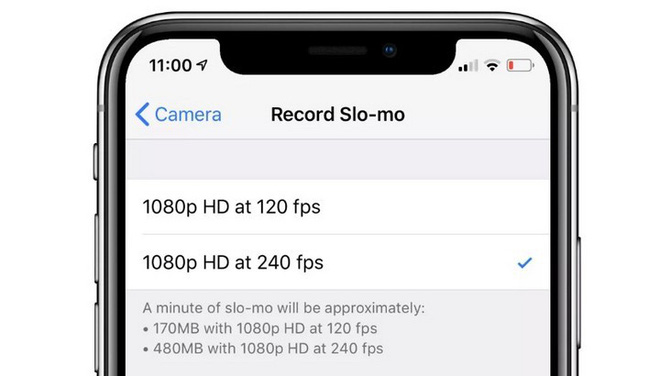 11:00
Camera
Record Slo-mo
1080p HD at 120 fps
1080p HD at 240 fps
A minute of slo-mo will be approximately:
• 170MB with 1080p HD at 120 fps
• 480MB with 1080p HD at 240 fps